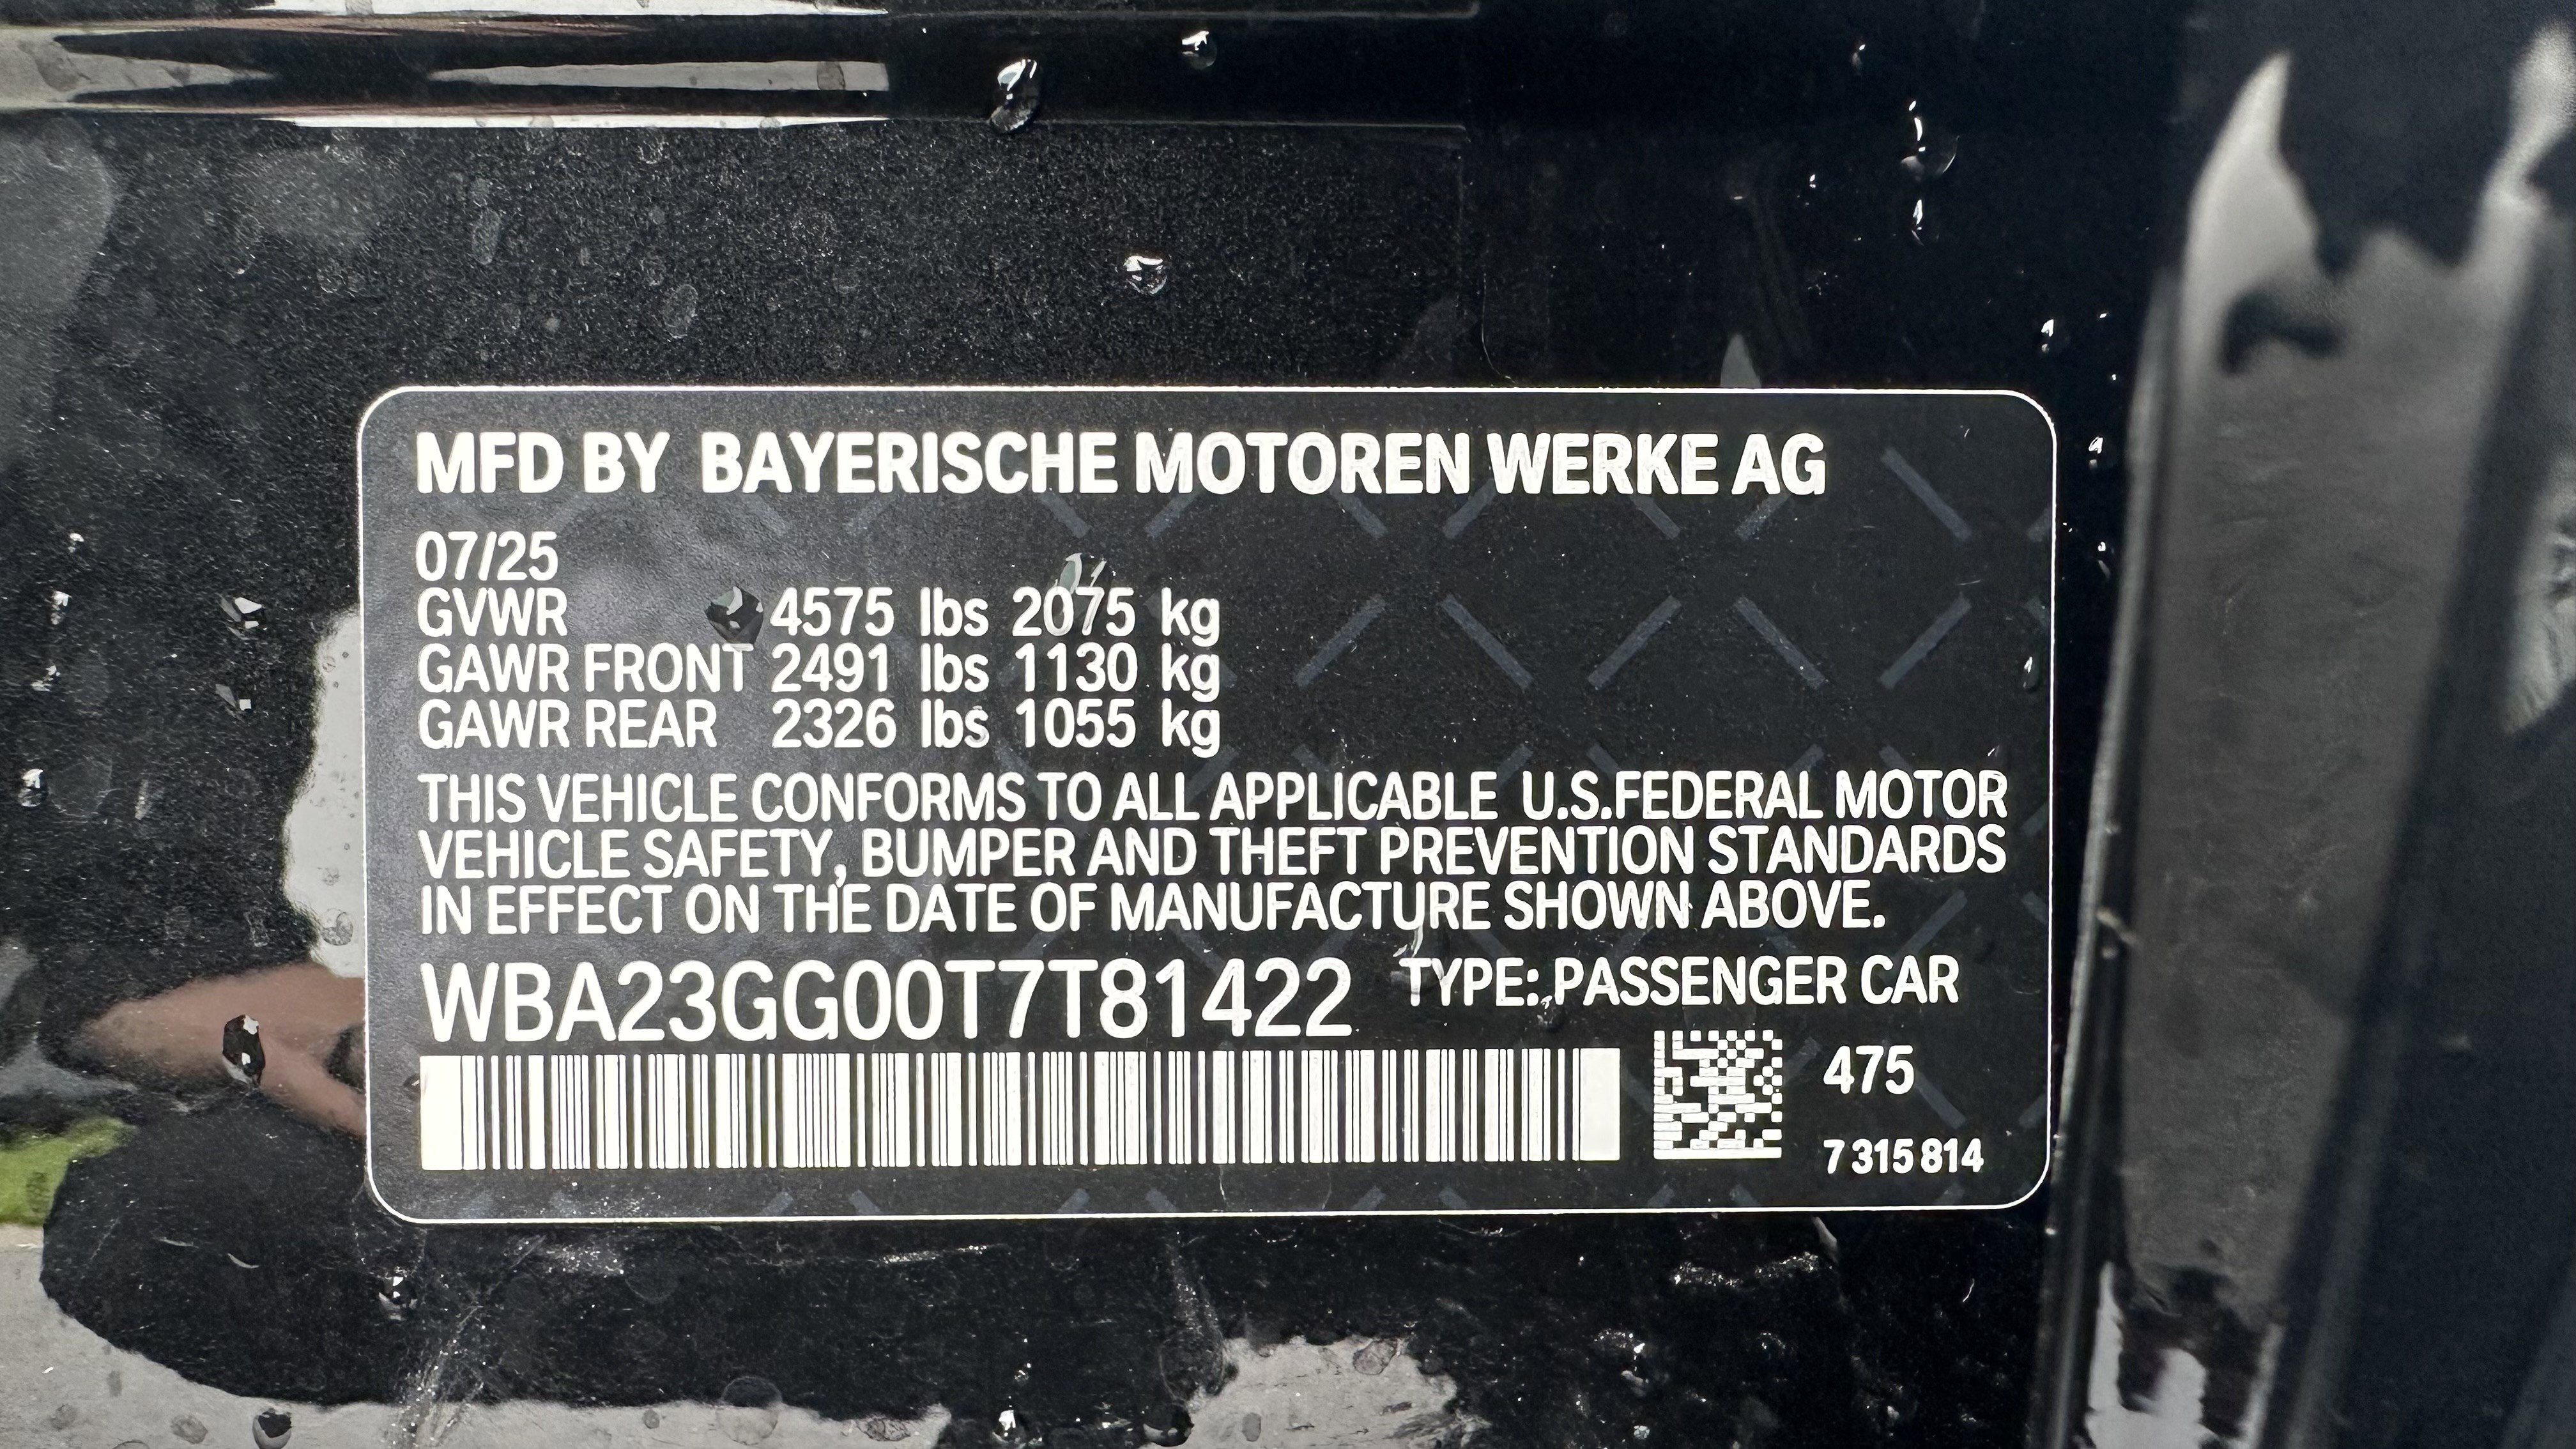 MFD BY BAYERISCHE MOTOREN WERKE AG
07/25
GVWR 4575 lbs 2075 kg
GAWR FRONT 2491 lbs 1130 kg
GAWR REAR 2326 lbs 1055 kg
THIS VEHICLE CONFORMS TO ALL APPLICABLE U.S.FEDERAL MOTOR
VEHICLE SAFETY, BUMPER AND THEFT PREVENTION STANDARDS
IN EFFECT ON THE DATE OF MANUFACTURE SHOWN ABOVE.
WBA23GG00T7T81422 TYPE: PASSENGER CAR
475
7 315 814